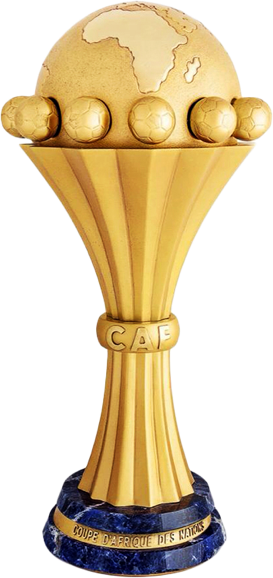 CAF
COUPE D'AFRIQUE DES NATIONS